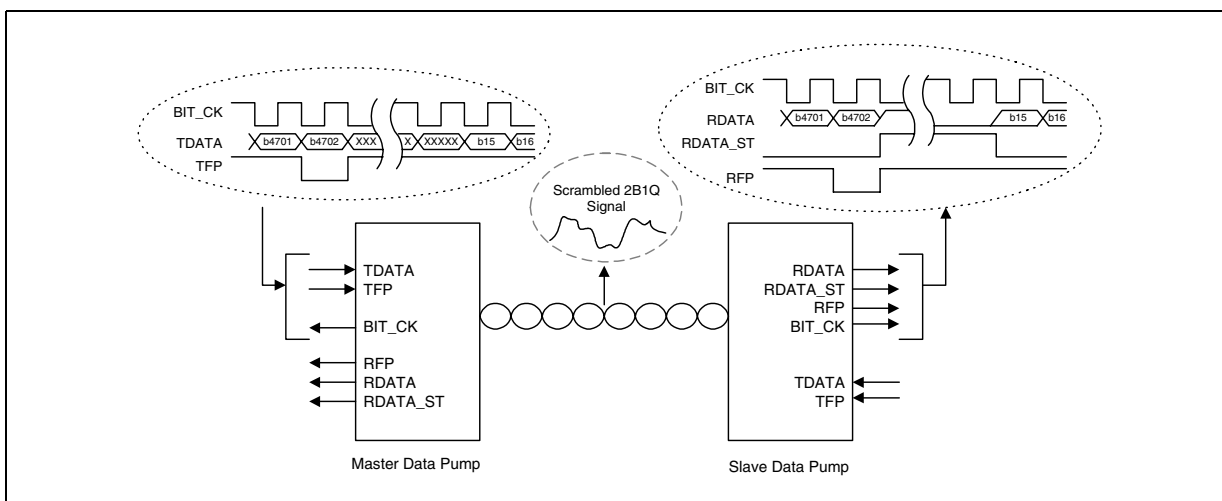 BIT_CK
TDATA
b4701 b4702 XXX X XXXXX b15 b16
TFP
BIT_CK
RDATA
b4701 b4702 b15 b16
RDATA_ST
RFP
Scrambled 2B1Q
Signal
TDATA
TFP
BIT_CK
RFP
RDATA
RDATA_ST
RDATA
RDATA_ST
RFP
BIT_CK
TDATA
TFP
Master Data Pump
Slave Data Pump